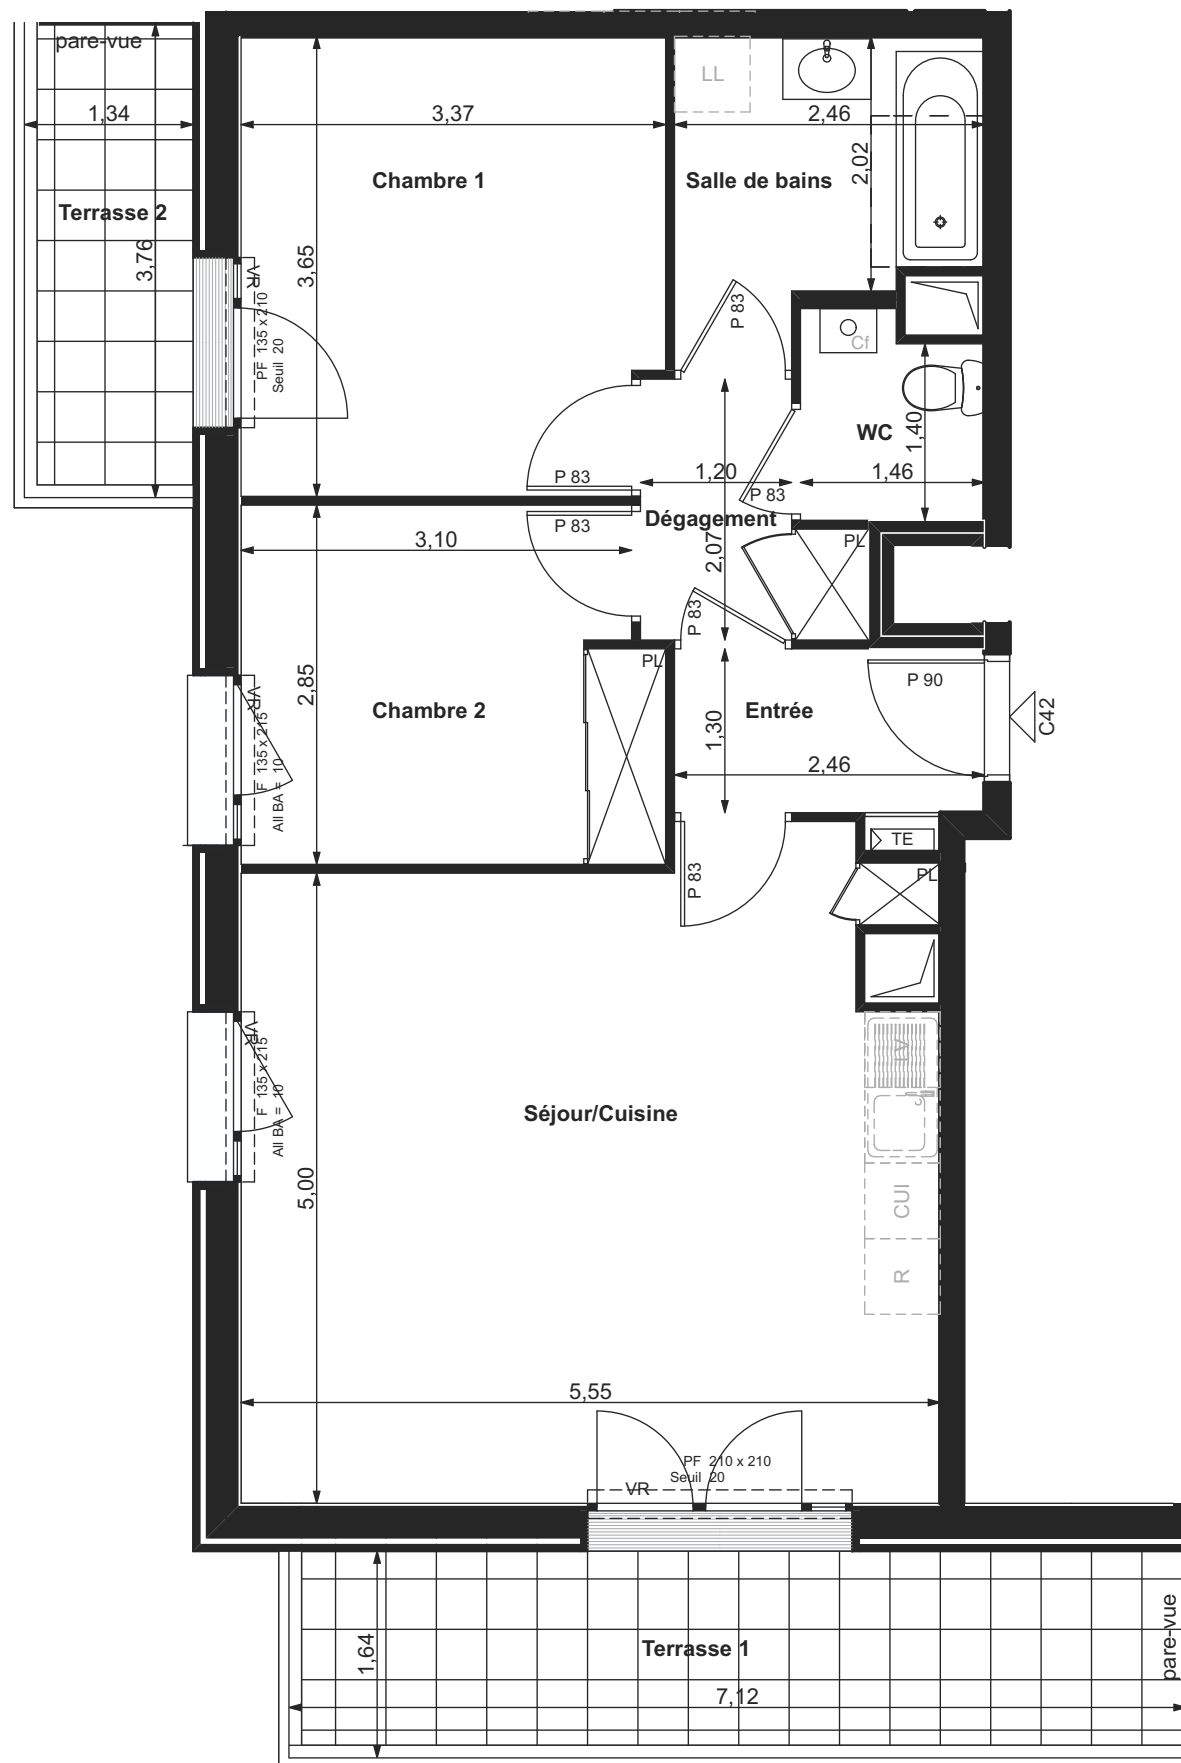 pare-vue
LL
1,34
3,37
2,46
2,02
Chambre 1
Salle de bains
Terrasse 2
3,76
3,65
VR
PF 135 x 210
Seuil 20
P 83
Cf
WC
1,40
P 83
1,20
1,46
P 83
P 83
Dégagement
3,10
2,07
PL
P 83
PL
2,85
VR
F 135 x 215
All BA = 10
Chambre 2
1,30
Entrée
P 90
C42
2,46
TE
P 83
PL
VR
F 135 x 215
All BA = 10
LV
Séjour/Cuisine
5,00
CUI
R
5,55
PF 210 x 210
Seuil 20
VR
1,64
Terrasse 1
pare-vue
7,12